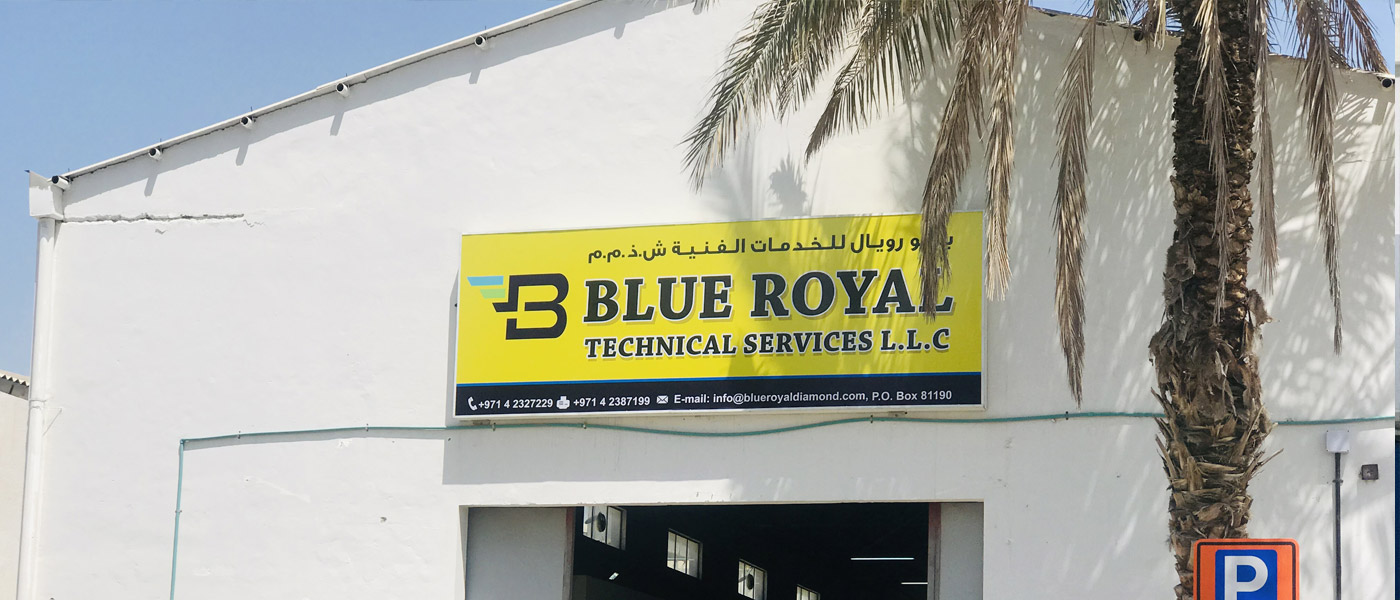 بلو رويال للخدمات الفنية ش.ذ.م.م
B BLUE ROYAL
TECHNICAL SERVICES L.L.C
+971 4 2327229 +971 4 2387199 E-mail: info@blueroyaldiamond.com, P.O. Box 81190
P